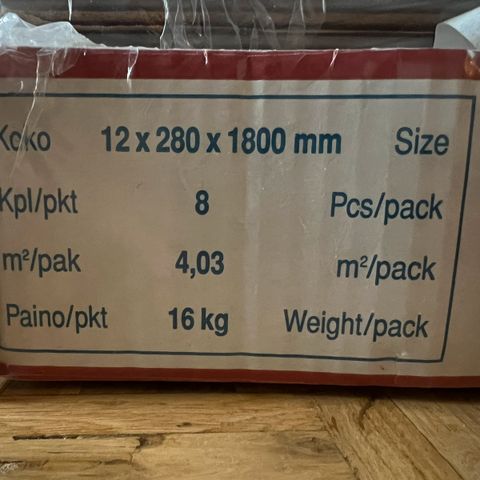 Koko 12 x 280 x 1800 mm Size
Kpl/pkt 8 Pcs/pack
m²/pak 4,03 m²/pack
Paino/pkt 16 kg Weight/pack